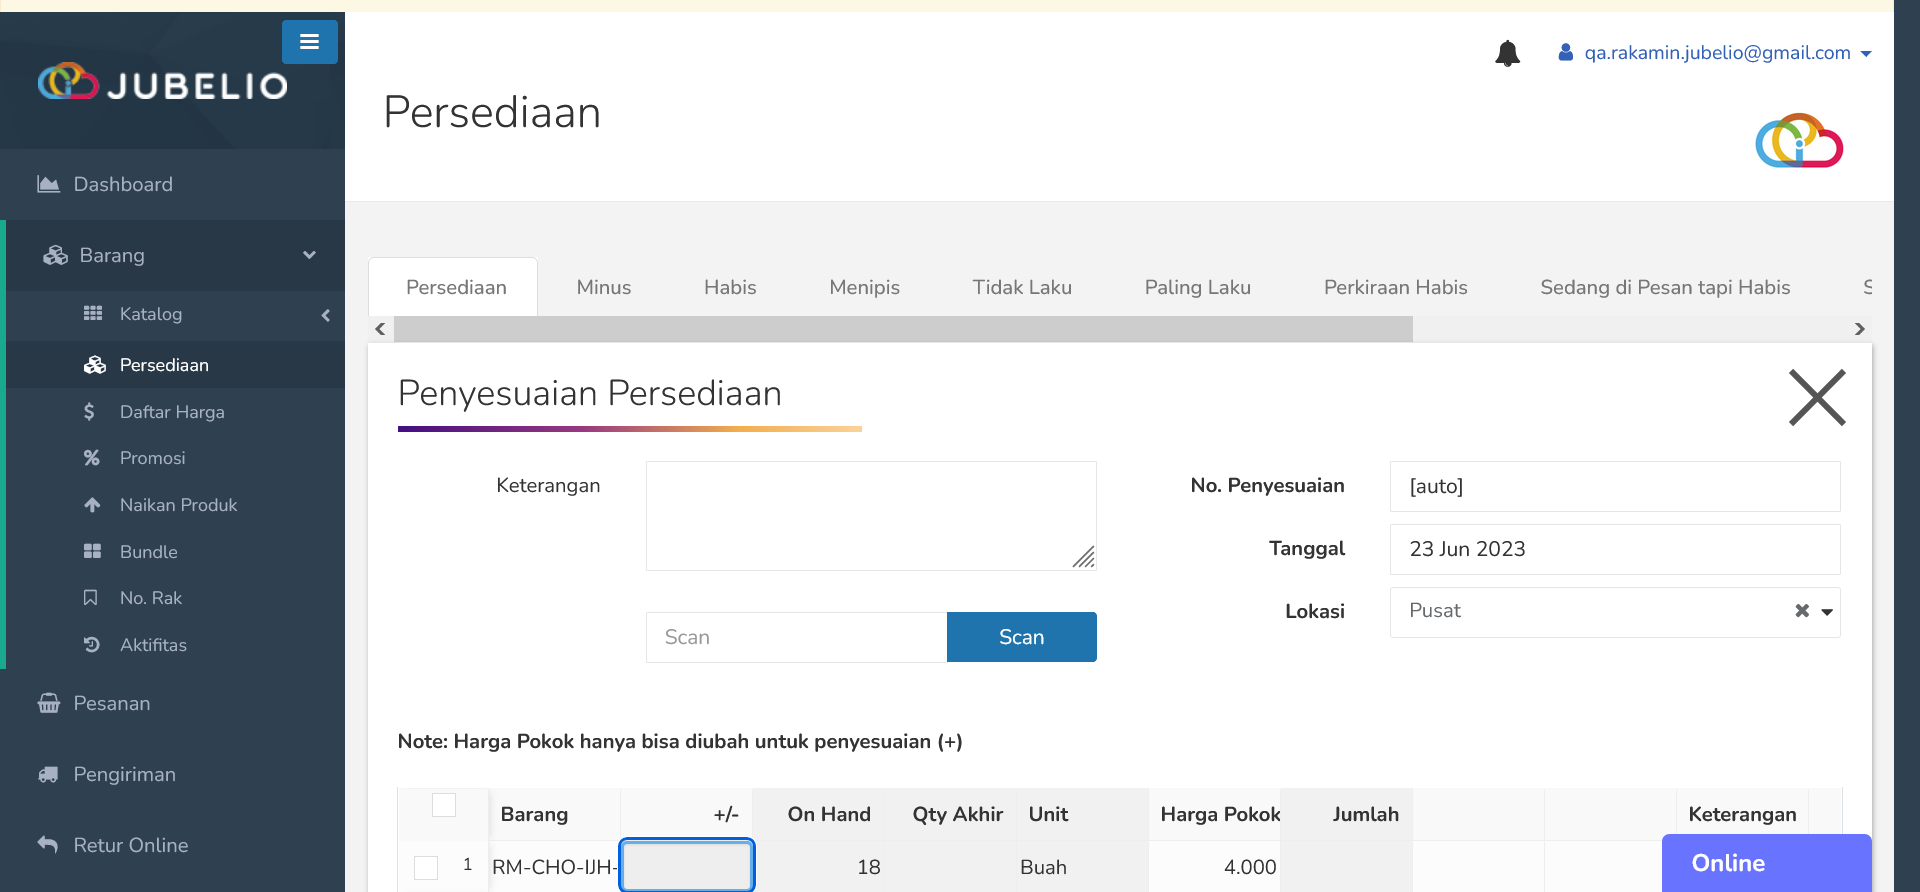 JUBELIO
qa.rakamin.jubelio@gmail.com
Persediaan
Dashboard
Barang
Katalog
Persediaan
Daftar Harga
Promosi
Naikan Produk
Bundle
No. Rak
Aktifitas
Pesanan
Pengiriman
Retur Online
Persediaan Minus Habis Menipis Tidak Laku Paling Laku Perkiraan Habis Sedang di Pesan tapi Habis
Penyesuaian Persediaan
Keterangan
No. Penyesuaian [auto]
Tanggal 23 Jun 2023
Lokasi Pusat
Scan Scan
Note: Harga Pokok hanya bisa diubah untuk penyesuaian (+)
Barang +/- On Hand Qty Akhir Unit Harga Pokok Jumlah Keterangan
1 RM-CHO-IJH- 18 Buah 4.000
Online